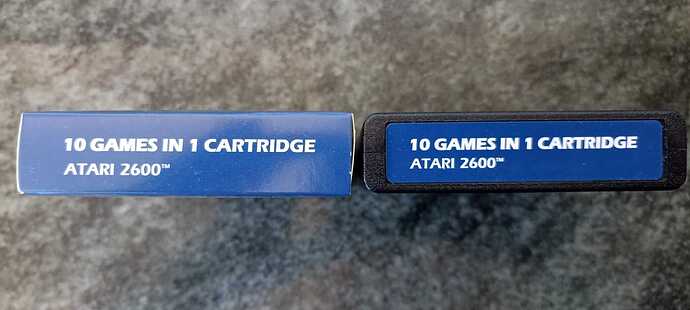 10 GAMES IN 1 CARTRIDGE
ATARI 2600™
10 GAMES IN 1 CARTRIDGE
ATARI 2600™